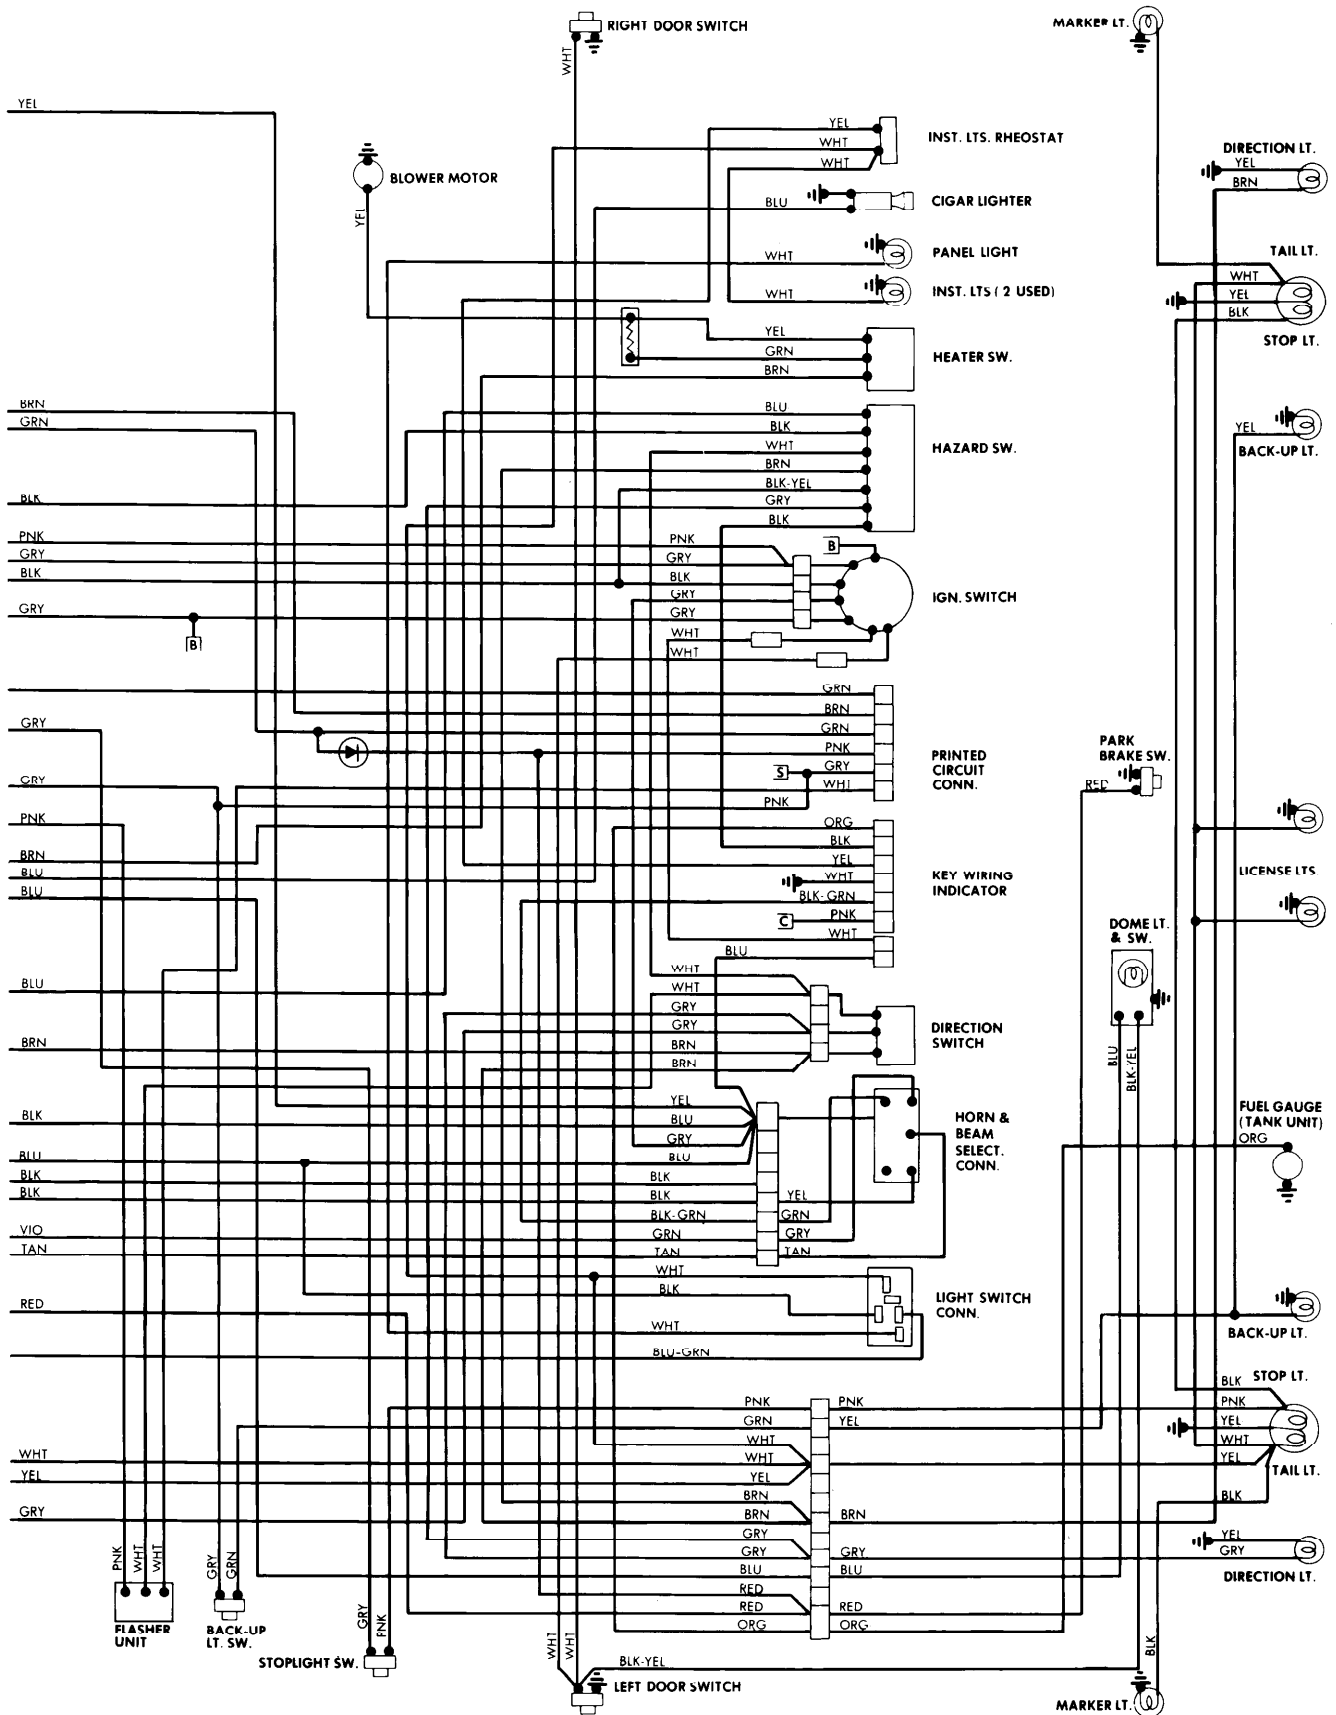 RIGHT DOOR SWITCH
MARKER LT.
WHT
YEL
YEL
WHT
WHT
INST. LTS. RHEOSTAT
DIRECTION LT.
YEL
BRN
BLOWER MOTOR
YEL
BLU
CIGAR LIGHTER
WHT
PANEL LIGHT
WHT
INST. LTS ( 2 USED)
TAIL LT.
WHT
YEL
BLK
STOP LT.
YEL
GRN
BRN
HEATER SW.
BRN
GRN
BLU
BLK
WHT
BRN
BLK-YEL
GRY
BLK
HAZARD SW.
YEL
BACK-UP LT.
BLK
PNK
GRY
BLK
GRY
B
PNK
GRY
BLK
GRY
GRY
WHT
WHT
B
IGN. SWITCH
GRN
BRN
GRN
PNK
GRY
WHT
S
PNK
PRINTED
CIRCUIT
CONN.
PARK
BRAKE SW.
RED
GRY
GRY
PNK
BRN
BLU
BLU
ORG
BLK
YEL
WHT
BLK-GRN
C
PNK
WHT
BLU
KEY WIRING
INDICATOR
LICENSE LTS
DOME LT.
& SW.
BLU
BLK-YEL
BLU
BRN
WHT
WHT
GRY
GRY
BRN
BRN
DIRECTION
SWITCH
BLK
BLU
BLK
BLK
VIO
TAN
YEL
BLU
GRY
BLU
BLK
BLK
BLK-GRN
GRN
TAN
YEL
GRN
GRY
TAN
HORN &
BEAM
SELECT.
CONN.
FUEL GAUGE
(TANK UNIT)
ORG
RED
WHT
BLK
WHT
BLU-GRN
LIGHT SWITCH
CONN.
BACK-UP LT.
STOP LT.
BLK
PNK
YEL
WHT
YEL
TAIL LT.
BLK
WHT
YEL
GRY
PNK
GRN
WHT
WHT
YEL
BRN
BRN
GRY
GRY
BLU
RED
RED
ORG
PNK
YEL
BRN
GRY
BLU
RED
ORG
YEL
GRY
DIRECTION LT.
PNK
WHT
WHT
FLASHER
UNIT
GRY
GRN
BACK-UP
LT. SW.
GRY
PNK
STOPLIGHT SW.
WHT
WHT
BLK-YEL
LEFT DOOR SWITCH
BLK
MARKER LT.